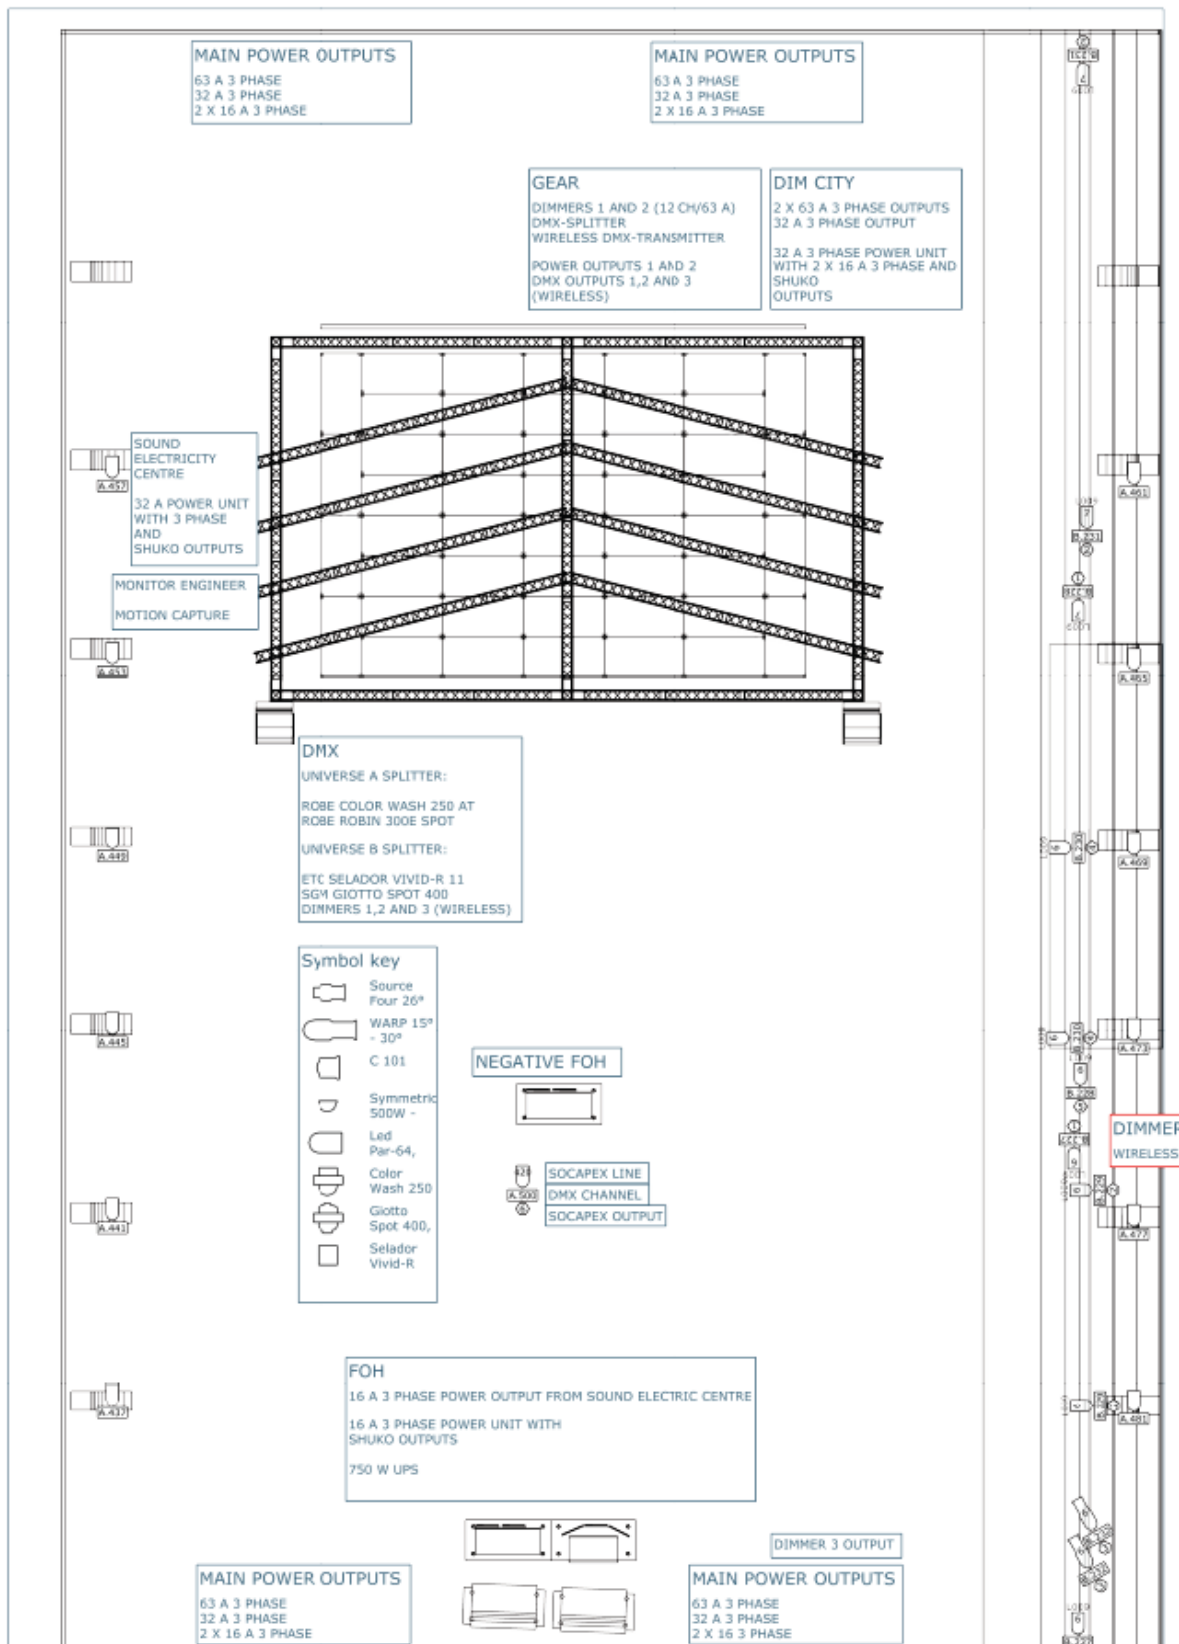 MAIN POWER OUTPUTS
63 A 3 PHASE
32 A 3 PHASE
2 X 16 A 3 PHASE
MAIN POWER OUTPUTS
63 A 3 PHASE
32 A 3 PHASE
2 X 16 A 3 PHASE
B.231
GEAR
DIMMERS 1 AND 2 (12 CH/63 A)
DMX-SPLITTER
WIRELESS DMX-TRANSMITTER
POWER OUTPUTS 1 AND 2
DMX OUTPUTS 1,2 AND 3
(WIRELESS)
DIM CITY
2 X 63 A 3 PHASE OUTPUTS
32 A 3 PHASE OUTPUT
32 A 3 PHASE POWER UNIT
WITH 2 X 16 A 3 PHASE AND
SHUKO
OUTPUTS
SOUND
ELECTRICITY
CENTRE
32 A POWER UNIT
WITH 3 PHASE
AND
SHUKO OUTPUTS
MONITOR ENGINEER
MOTION CAPTURE
A.457
A.461
B.231
2
A.453
A.465
DMX
UNIVERSE A SPLITTER:
ROBE COLOR WASH 250 AT
ROBE ROBIN 300E SPOT
UNIVERSE B SPLITTER:
ETC SELADOR VIVID-R 11
SGM GIOTTO SPOT 400
DIMMERS 1,2 AND 3 (WIRELESS)
A.449
A.469
Symbol key
Source
Four 26°
WARP 15°
- 30°
C 101
Symmetric
500W -
Led
Par-64,
Color
Wash 250
Giotto
Spot 400,
Selador
Vivid-R
A.445
A.473
NEGATIVE FOH
B.228
420
A.500
6
SOCAPEX LINE
DMX CHANNEL
SOCAPEX OUTPUT
DIMMER
WIRELESS
A.441
A.477
FOH
16 A 3 PHASE POWER OUTPUT FROM SOUND ELECTRIC CENTRE
16 A 3 PHASE POWER UNIT WITH
SHUKO OUTPUTS
750 W UPS
A.437
A.481
DIMMER 3 OUTPUT
MAIN POWER OUTPUTS
63 A 3 PHASE
32 A 3 PHASE
2 X 16 A 3 PHASE
MAIN POWER OUTPUTS
63 A 3 PHASE
32 A 3 PHASE
2 X 16 3 PHASE